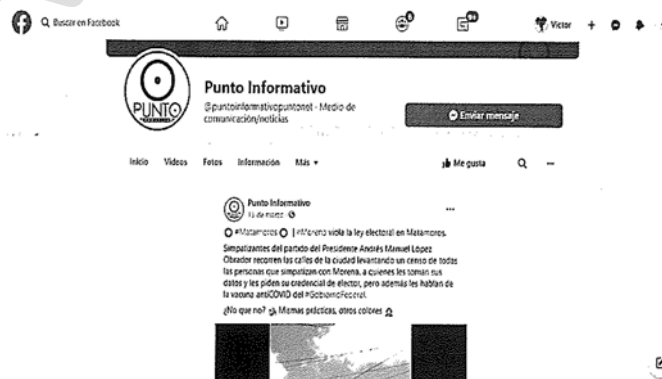 Buscar en Facebook
Victor
PUNTO
Punto Informativo
@puntoinformativopuntonet - Medio de
comunicación/noticias
Enviar mensaje
Inicio Videos Fotos Información Más
Me gusta
Punto Informativo
de marzo
#Matamoros | #Morena viola la ley electoral en Matamoros.
Simpatizantes del partido del Presidente Andrés Manuel López
Obrador recorren las calles de la ciudad levantando un censo de todas
las personas que simpatizan con Morena, a quienes les toman sus
datos y les piden su credencial de elector, pero además les hablan de
la vacuna antiCOVID del #GobiernoFederal.
¿No que no? Mismas prácticas, otros colores